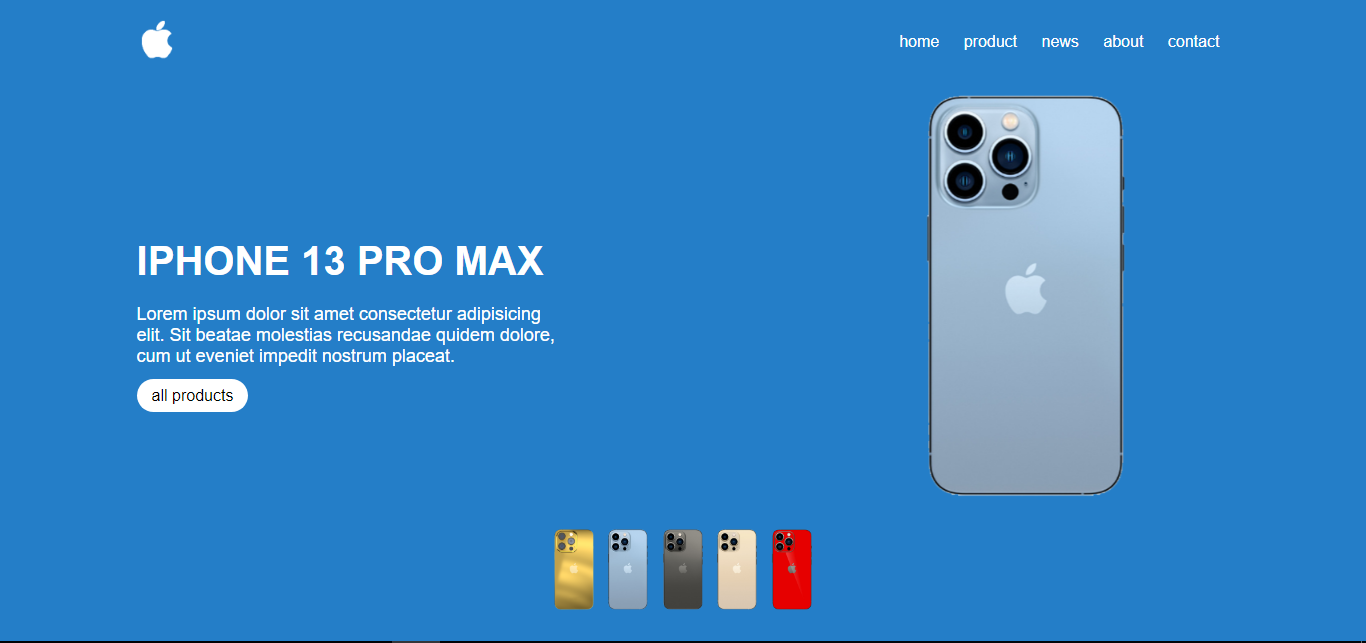 home product news about contact
IPHONE 13 PRO MAX
Lorem ipsum dolor sit amet consectetur adipisicing
elit. Sit beatae molestias recusandae quidem dolore,
cum ut eveniet impedit nostrum placeat.
all products